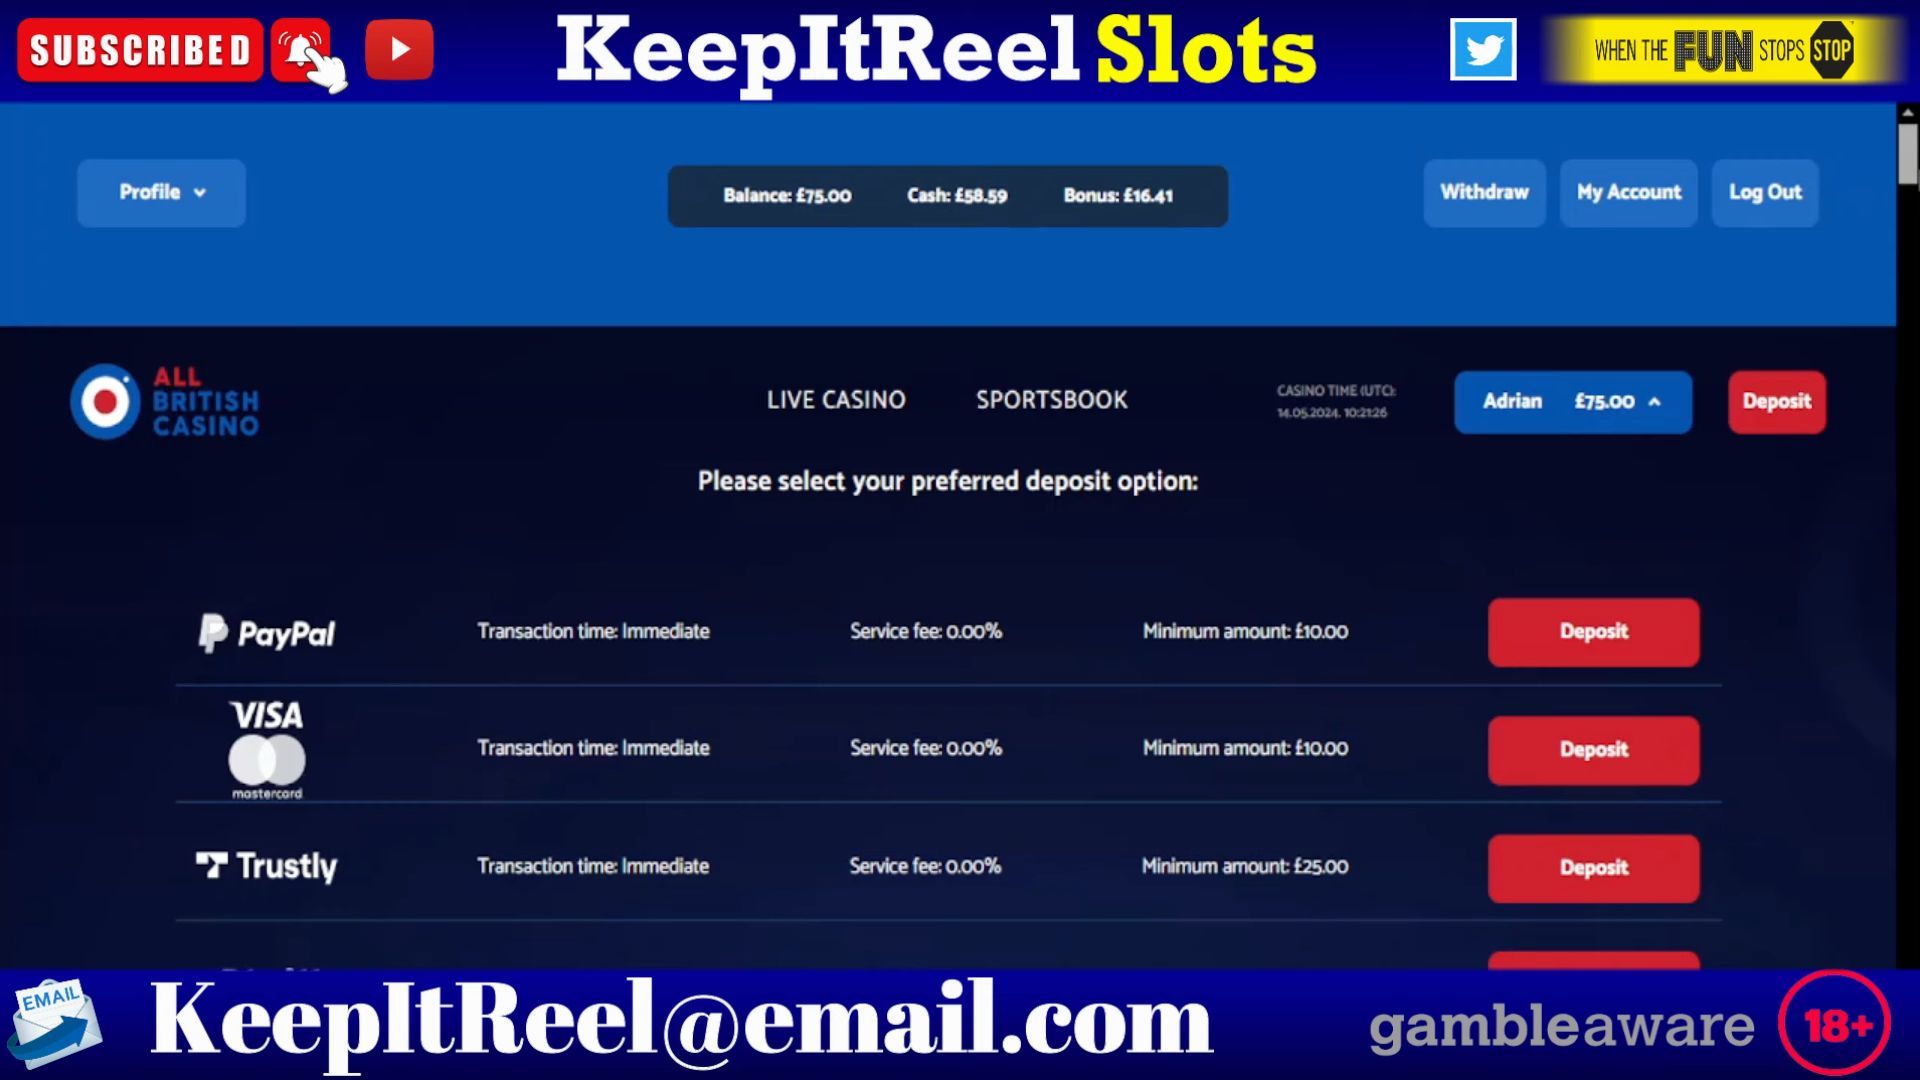 SUBSCRIBED
KeepItReel Slots
WHEN THE FUN STOPS STOP
Profile
Balance: £75.00 Cash: £58.59 Bonus: £16.41
Withdraw My Account Log Out
ALL
BRITISH
CASINO
LIVE CASINO SPORTSBOOK
CASINO TIME (UTC):
14.05.2024, 10:21:26
Adrian £75.00
Deposit
Please select your preferred deposit option:
PayPal Transaction time: Immediate Service fee: 0.00% Minimum amount: £10.00 Deposit
VISA
mastercard
Transaction time: Immediate Service fee: 0.00% Minimum amount: £10.00 Deposit
Trustly Transaction time: Immediate Service fee: 0.00% Minimum amount: £25.00 Deposit
EMAIL
KeepItReel@email.com
gambleaware
18+